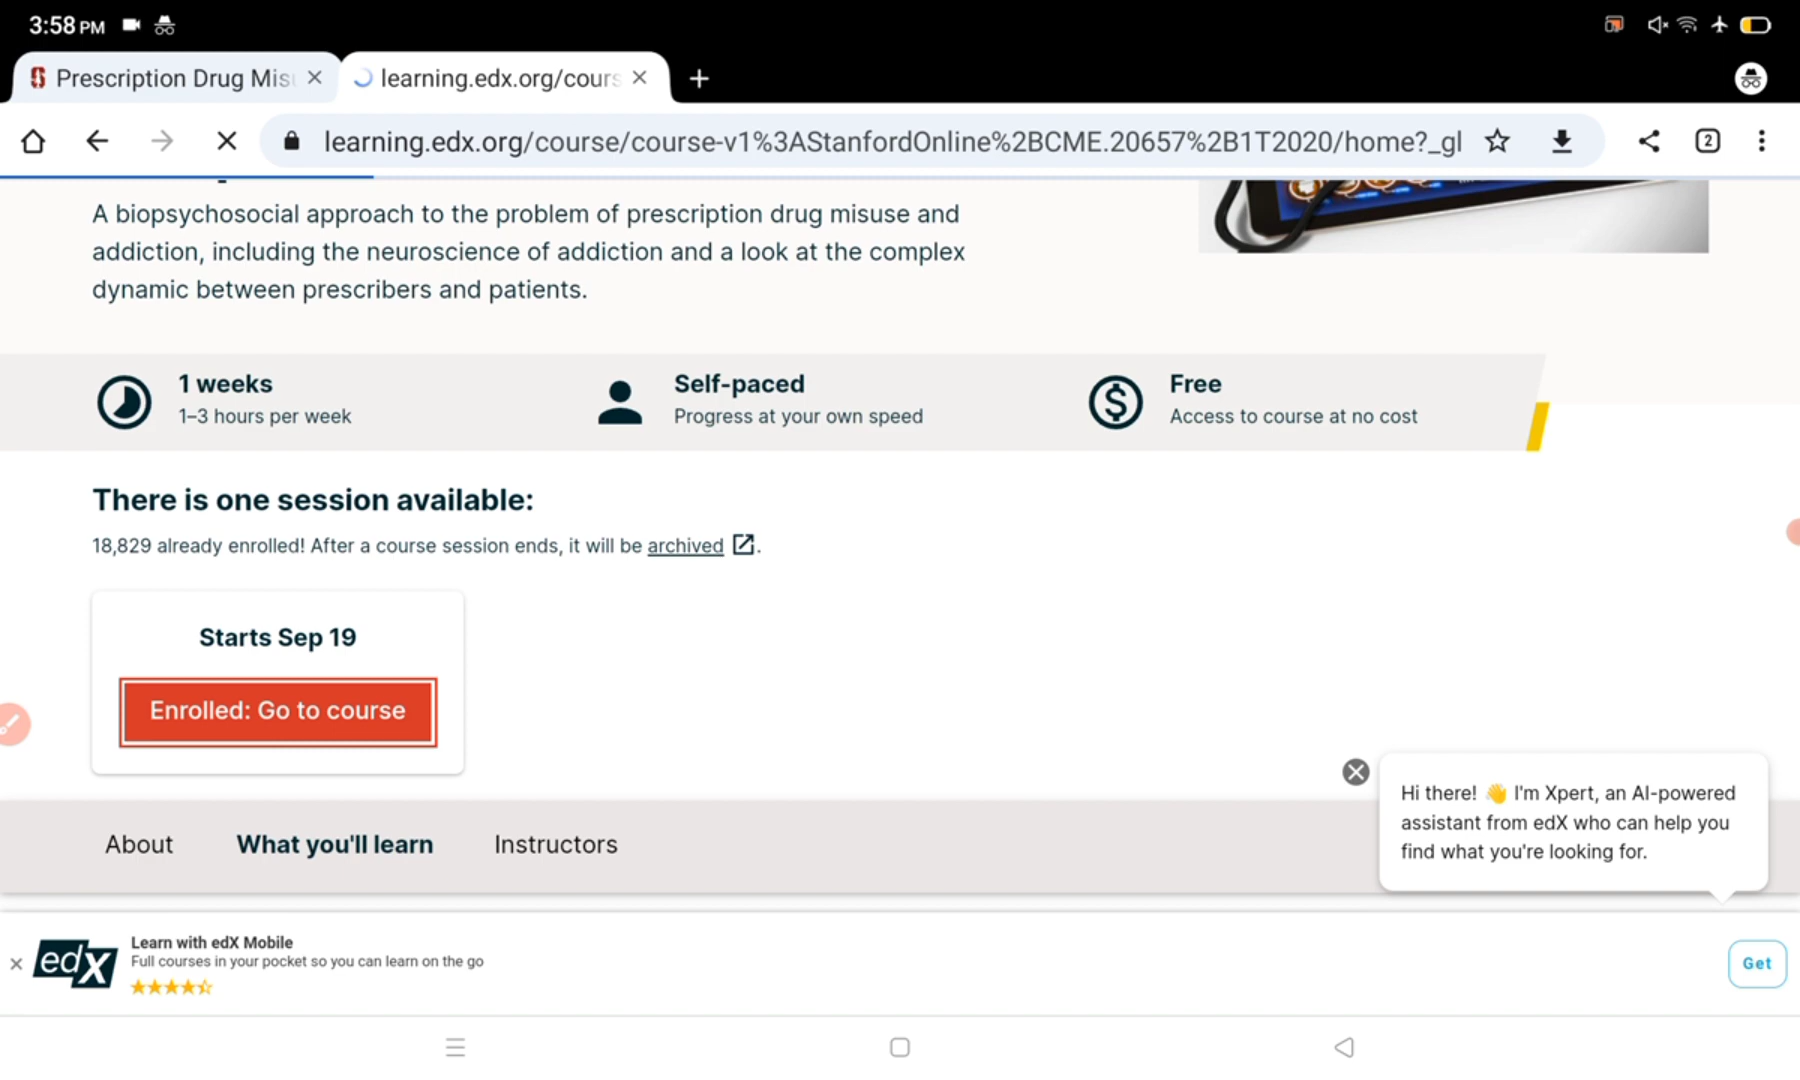 3:58 PM
Prescription Drug Mis
learning.edx.org/cours
learning.edx.org/course/course-v1%3AStanfordOnline%2BCME.20657%2B1T2020/home?_gl
2
A biopsychosocial approach to the problem of prescription drug misuse and
addiction, including the neuroscience of addiction and a look at the complex
dynamic between prescribers and patients.
1 weeks
1–3 hours per week
Self-paced
Progress at your own speed
Free
Access to course at no cost
There is one session available:
18,829 already enrolled! After a course session ends, it will be archived.
Starts Sep 19
Enrolled: Go to course
Hi there! 👋 I'm Xpert, an AI-powered
assistant from edX who can help you
find what you're looking for.
About
What you'll learn
Instructors
edX
Learn with edX Mobile
Full courses in your pocket so you can learn on the go
Get